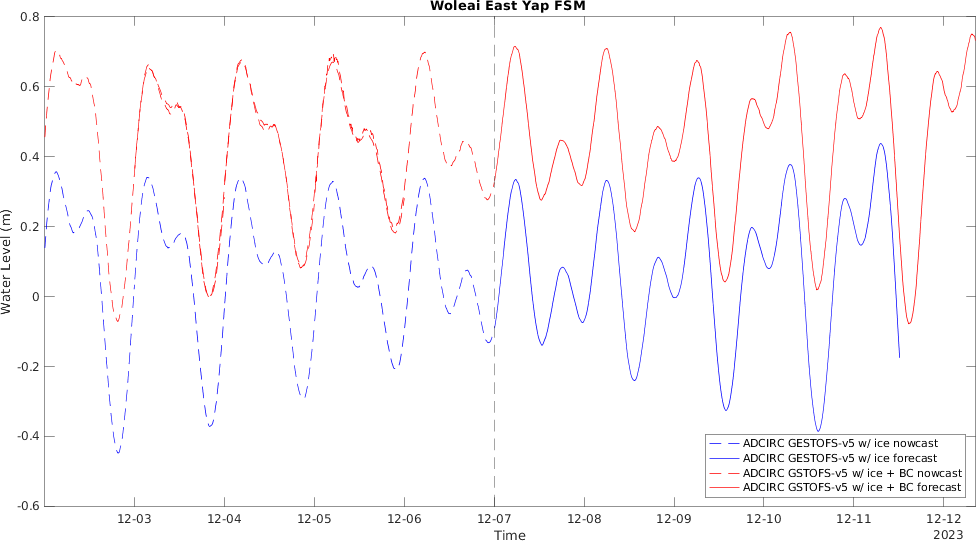 Woleai East Yap FSM
0.8
0.6
0.4
0.2
0
-0.2
-0.4
-0.6
Water Level (m)
ADCIRC GESTOFS-v5 w/ ice nowcast
ADCIRC GESTOFS-v5 w/ ice forecast
ADCIRC GSTOFS-v5 w/ ice + BC nowcast
ADCIRC GSTOFS-v5 w/ ice + BC forecast
12-03 12-04 12-05 12-06 12-07 12-08 12-09 12-10 12-11 12-12
Time
2023